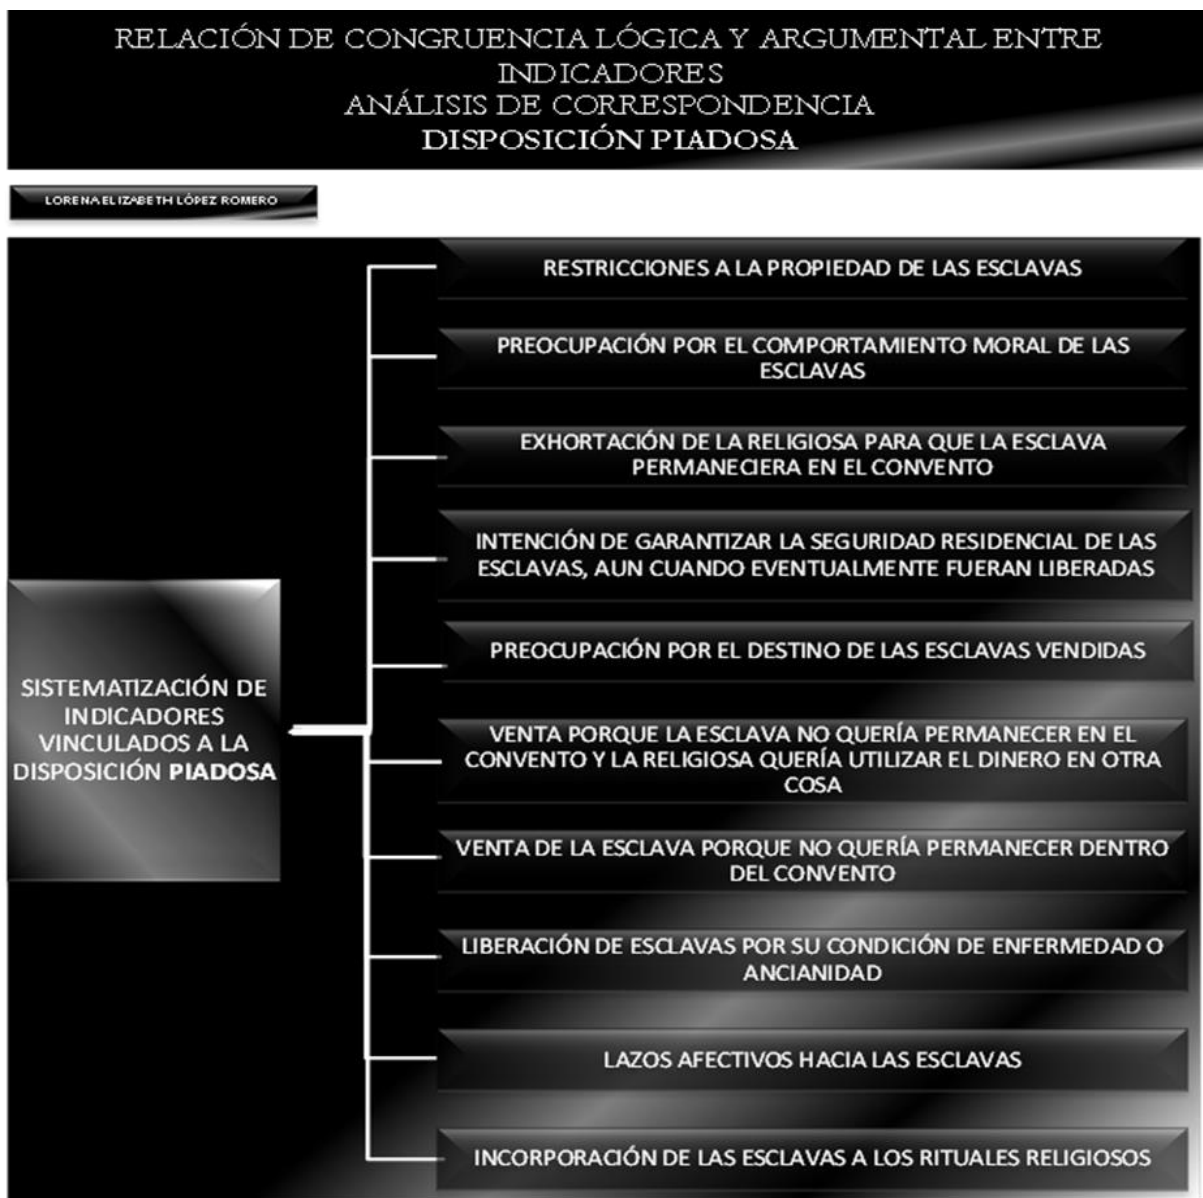 RELACIÓN DE CONGRUENCIA LÓGICA Y ARGUMENTAL ENTRE
INDICADORES
ANÁLISIS DE CORRESPONDENCIA
DISPOSICIÓN PIADOSA
LORENA ELIZABETH LÓPEZ ROMERO
SISTEMATIZACIÓN DE
INDICADORES
VINCULADOS A LA
DISPOSICIÓN PIADOSA
RESTRICCIONES A LA PROPIEDAD DE LAS ESCLAVAS
PREOCUPACIÓN POR EL COMPORTAMIENTO MORAL DE LAS
ESCLAVAS
EXHORTACIÓN DE LA RELIGIOSA PARA QUE LA ESCLAVA
PERMANECIERA EN EL CONVENTO
INTENCIÓN DE GARANTIZAR LA SEGURIDAD RESIDENCIAL DE LAS
ESCLAVAS, AUN CUANDO EVENTUALMENTE FUERAN LIBERADAS
PREOCUPACIÓN POR EL DESTINO DE LAS ESCLAVAS VENDIDAS
VENTA PORQUE LA ESCLAVA NO QUERÍA PERMANECER EN EL
CONVENTO Y LA RELIGIOSA QUERÍA UTILIZAR EL DINERO EN OTRA
COSA
VENTA DE LA ESCLAVA PORQUE NO QUERÍA PERMANECER DENTRO
DEL CONVENTO
LIBERACIÓN DE ESCLAVAS POR SU CONDICIÓN DE ENFERMEDAD O
ANCIANIDAD
LAZOS AFECTIVOS HACIA LAS ESCLAVAS
INCORPORACIÓN DE LAS ESCLAVAS A LOS RITUALES RELIGIOSOS